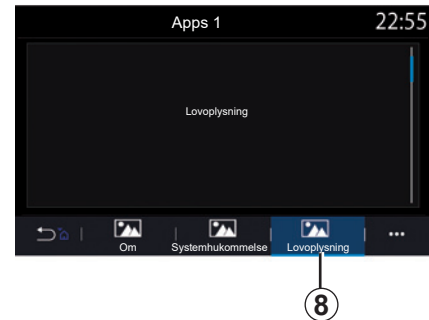 Apps 1
22:55
Lovoplysning
Om
Systemhukommelse
Lovoplysning
8